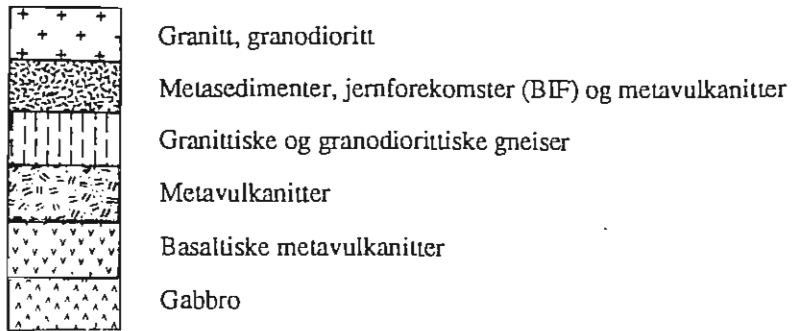 Granitt, granodioritt
Metasedimenter, jernforekomster (BIF) og metavulkanitter
Granittiske og granodiorittiske gneiser
Metavulkanitter
Basaltiske metavulkanitter
Gabbro